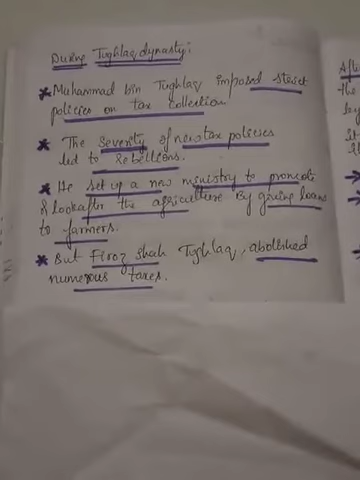 During Tughlaq dynasty:
* Muhammad bin Tughlaq imposed strict
policies on tax collection
* The severity of new tax policies
led to Rebellions.
* He set up a new ministry to promote
& look after the agriculture By giving loans
to farmers.
* But Firoz shah Tughlaq, abolished
numerous taxes.
Afte
the